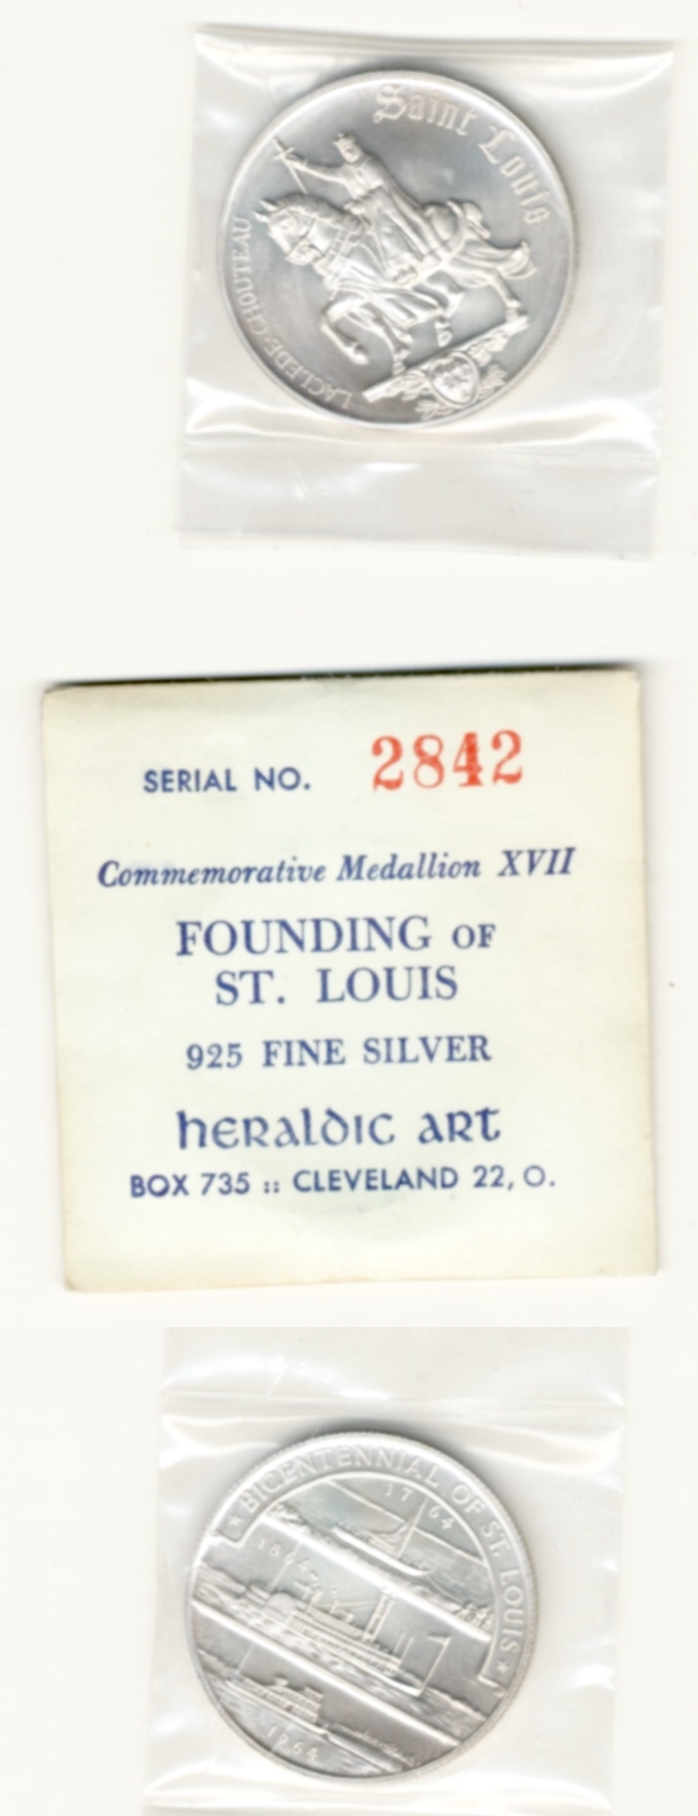 Saint Louis
LACLEDE-CHOUTEAU
SERIAL NO. 2842
Commemorative Medallion XVII
FOUNDING OF
ST. LOUIS
925 FINE SILVER
heraldic art
BOX 735 :: CLEVELAND 22, O.
★ BICENTENNIAL OF ST. LOUIS ★
1764
1864
1964